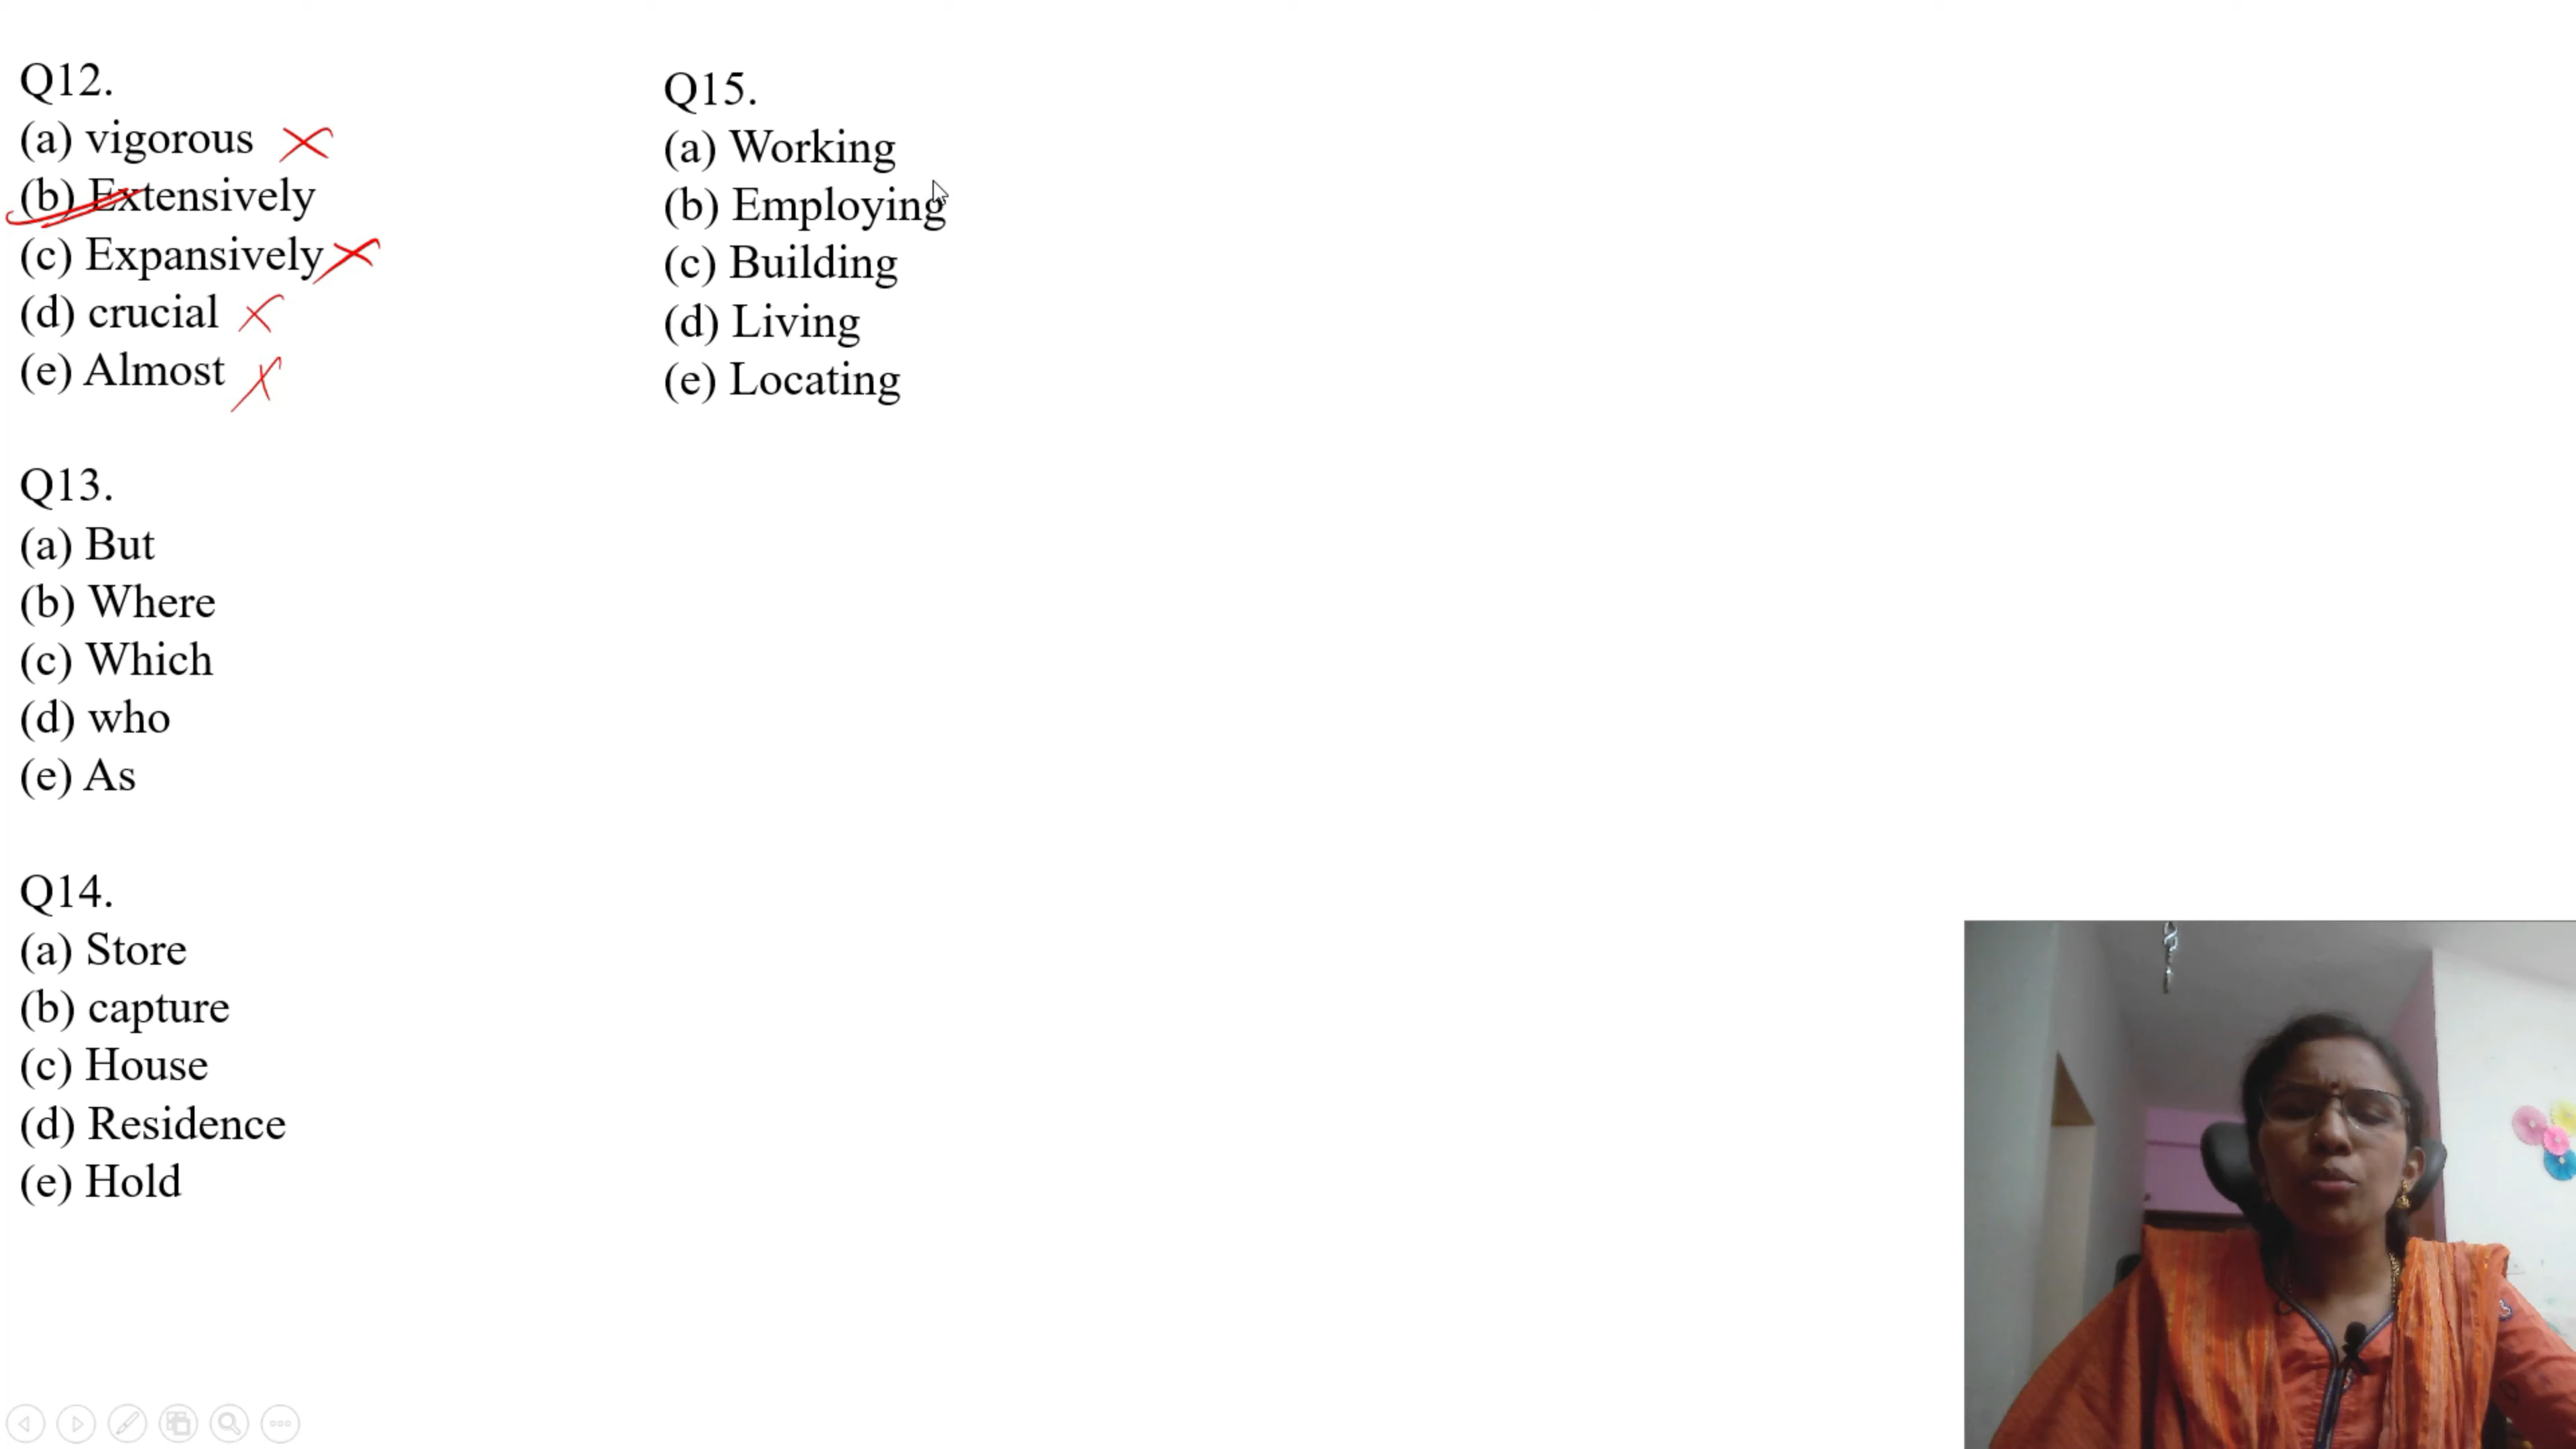 Q12.
(a) vigorous
(b) Extensively
(c) Expansively
(d) crucial
(e) Almost
Q13.
(a) But
(b) Where
(c) Which
(d) who
(e) As
Q14.
(a) Store
(b) capture
(c) House
(d) Residence
(e) Hold
Q15.
(a) Working
(b) Employing
(c) Building
(d) Living
(e) Locating